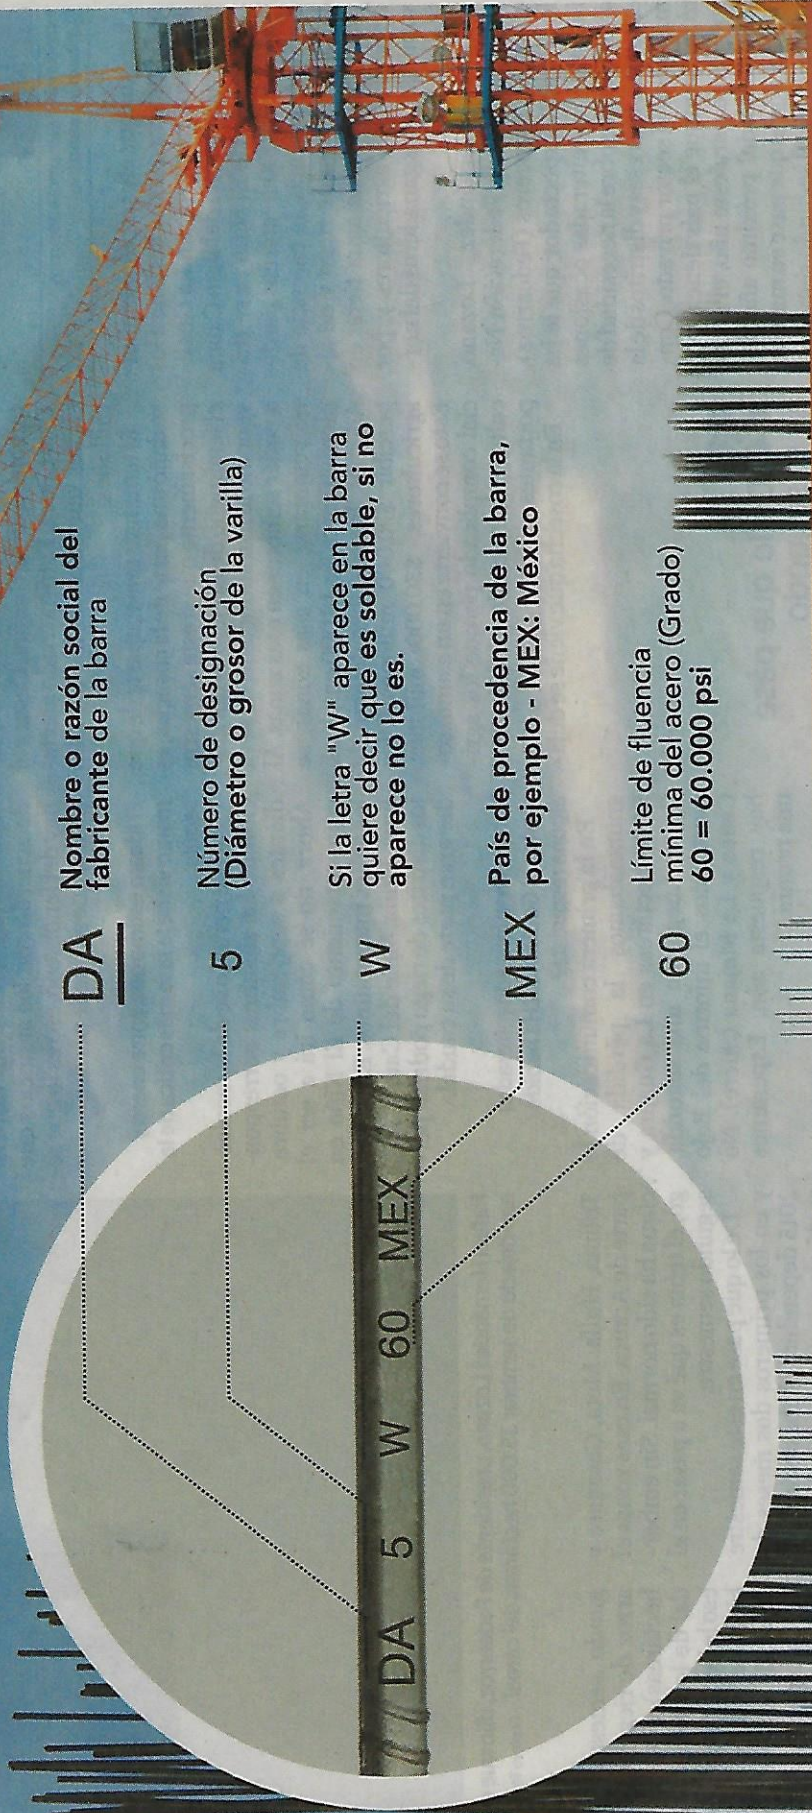 DA
Nombre o razón social del
fabricante de la barra
5
Número de designación
(Diámetro o grosor de la varilla)
W
Si la letra "W" aparece en la barra
quiere decir que es soldable, si no
aparece no lo es.
MEX
País de procedencia de la barra,
por ejemplo - MEX: México
60
Límite de fluencia
mínima del acero (Grado)
60 = 60.000 psi
DA 5 W 60 MEX